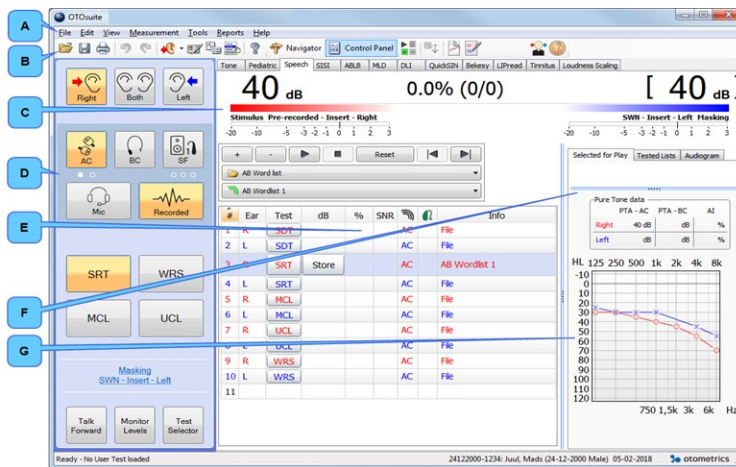 OTOsuite
A
File Edit View Measurement Tools Reports Help
B
Navigator Control Panel
Tone Pediatric Speech SISI ABLB MLD DLI QuickSIN Bekesy LIPread Tinnitus Loudness Scaling
Right Both Left
40 dB 0.0% (0/0) [ 40 dB ]
C
Stimulus Pre-recorded - Insert - Right SWN - Insert - Left Masking
-20 -10 -5 -3 -2 -1 0 1 2 3 -20 -10 -5 -3 -2 -1 0 1 2 3
AC BC SF
+ - Reset
Selected for Play Tested Lists Audiogram
D
AB Word list
AB Wordlist 1
Mic Recorded
Pure Tone data
PTA - AC PTA - BC AI
Right 40 dB dB %
Left dB dB %
E
# Ear Test dB % SNR Info
1 R SDT AC File
2 L SDT AC File
3 R SRT Store AC AB Wordlist 1
4 L SRT AC File
5 R MCL AC File
6 L MCL AC File
7 R UCL AC File
8 L UCL AC File
9 R WRS AC File
10 L WRS AC File
11
SRT WRS
MCL UCL
F
G
HL 125 250 500 1k 2k 4k 8k
-10
0
10
20
30
40
50
60
70
80
90
100
110
120
750 1,5k 3k 6k Hz
Masking
SWN - Insert - Left
Talk Forward Monitor Levels Test Selector
Ready - No User Test loaded 24122000-1234: Juul, Mads (24-12-2000 Male) 05-02-2018 otometrics